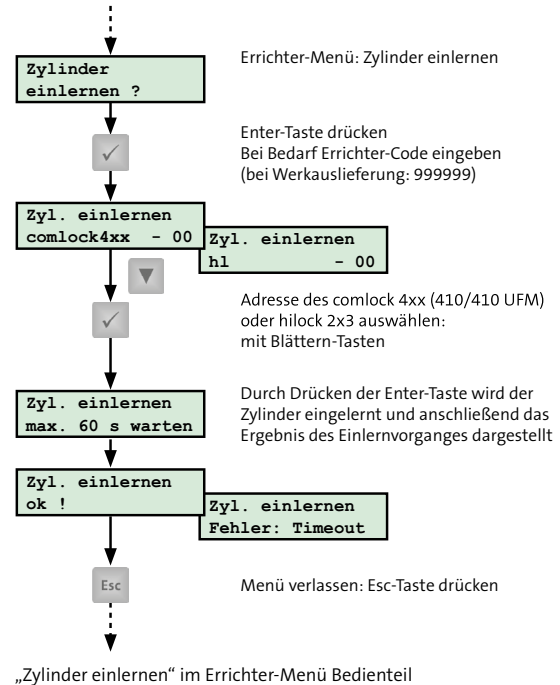 Zylinder
einlernen ?
Errichter-Menü: Zylinder einlernen
Enter-Taste drücken
Bei Bedarf Errichter-Code eingeben
(bei Werkauslieferung: 999999)
Zyl. einlernen
comlock4xx - 00
Zyl. einlernen
hl - 00
Adresse des comlock 4xx (410/410 UFM)
oder hilock 2x3 auswählen:
mit Blättern-Tasten
Zyl. einlernen
max. 60 s warten
Durch Drücken der Enter-Taste wird der
Zylinder eingelernt und anschließend das
Ergebnis des Einlernvorganges dargestellt
Zyl. einlernen
ok !
Zyl. einlernen
Fehler: Timeout
Esc
Menü verlassen: Esc-Taste drücken
„Zylinder einlernen“ im Errichter-Menü Bedienteil